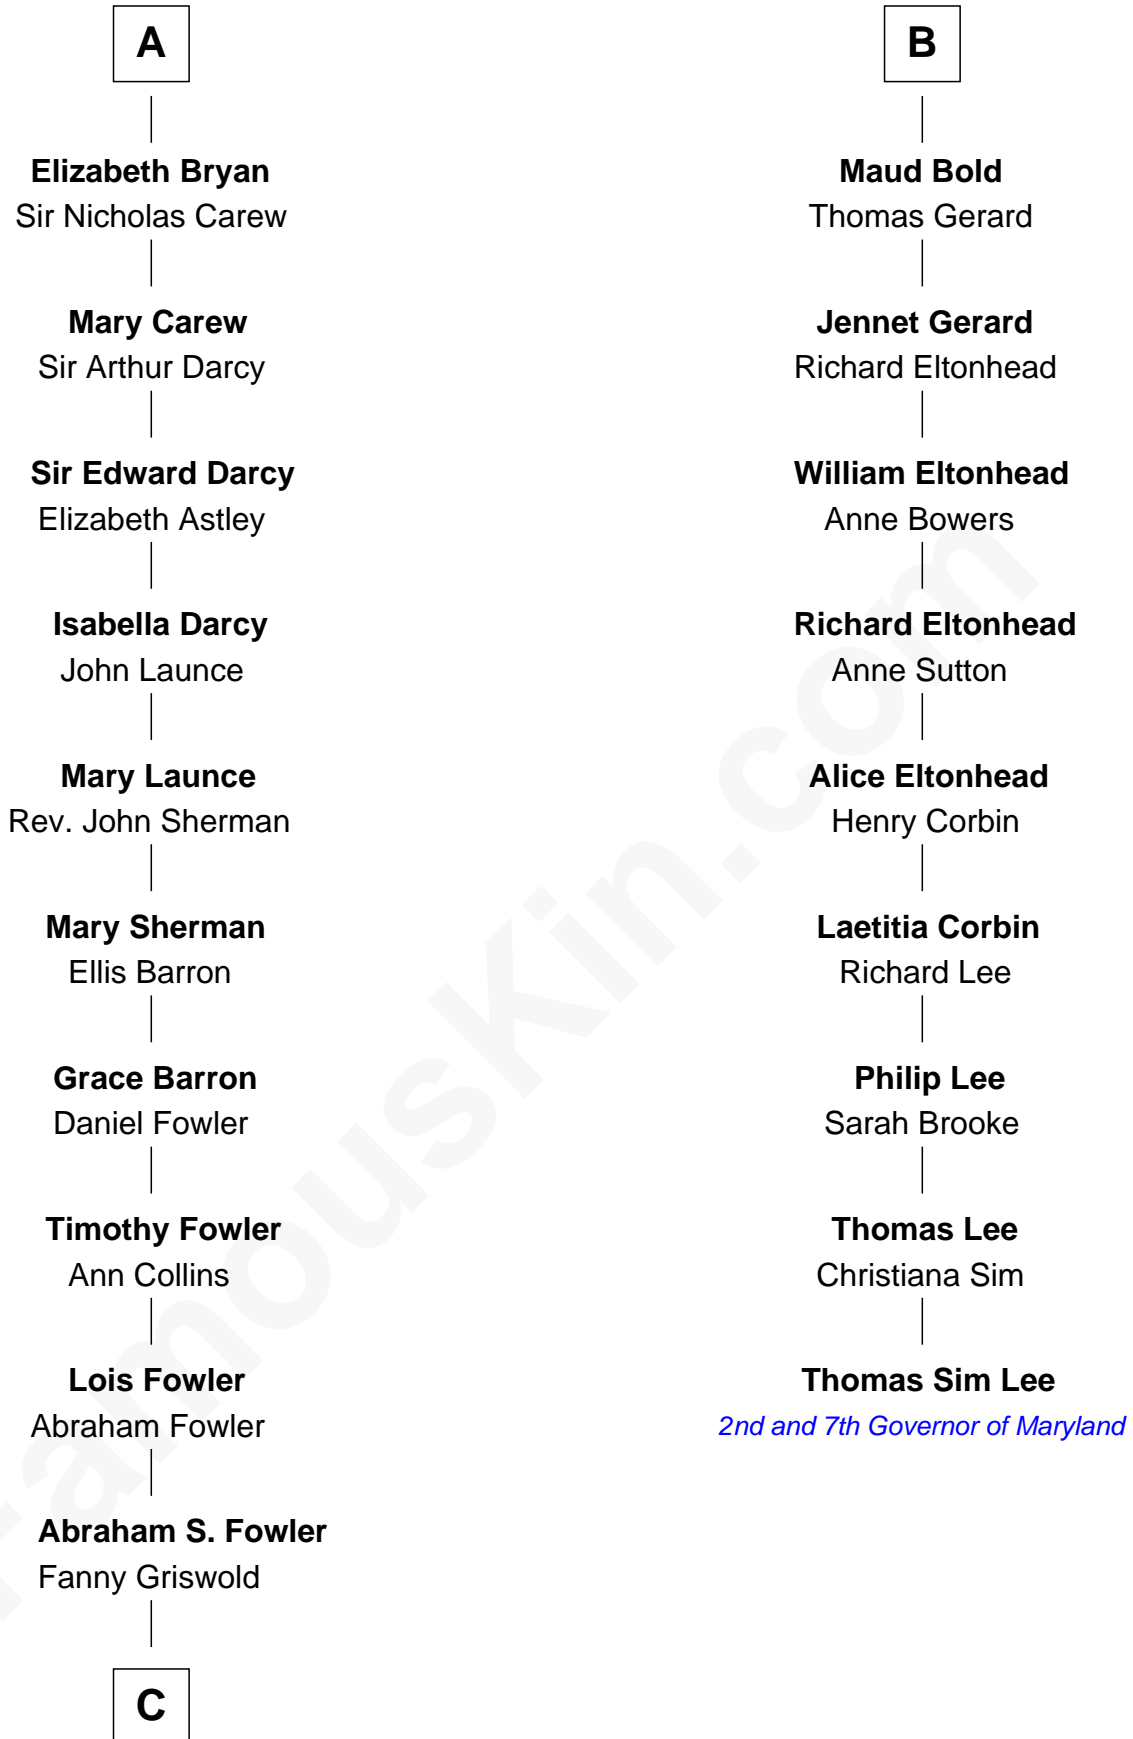 A
Elizabeth Bryan
Sir Nicholas Carew
Mary Carew
Sir Arthur Darcy
Sir Edward Darcy
Elizabeth Astley
Isabella Darcy
John Launce
Mary Launce
Rev. John Sherman
Mary Sherman
Ellis Barron
Grace Barron
Daniel Fowler
Timothy Fowler
Ann Collins
Lois Fowler
Abraham Fowler
Abraham S. Fowler
Fanny Griswold
C
B
Maud Bold
Thomas Gerard
Jennet Gerard
Richard Eltonhead
William Eltonhead
Anne Bowers
Richard Eltonhead
Anne Sutton
Alice Eltonhead
Henry Corbin
Laetitia Corbin
Richard Lee
Philip Lee
Sarah Brooke
Thomas Lee
Christiana Sim
Thomas Sim Lee
2nd and 7th Governor of Maryland
FamousKin.com